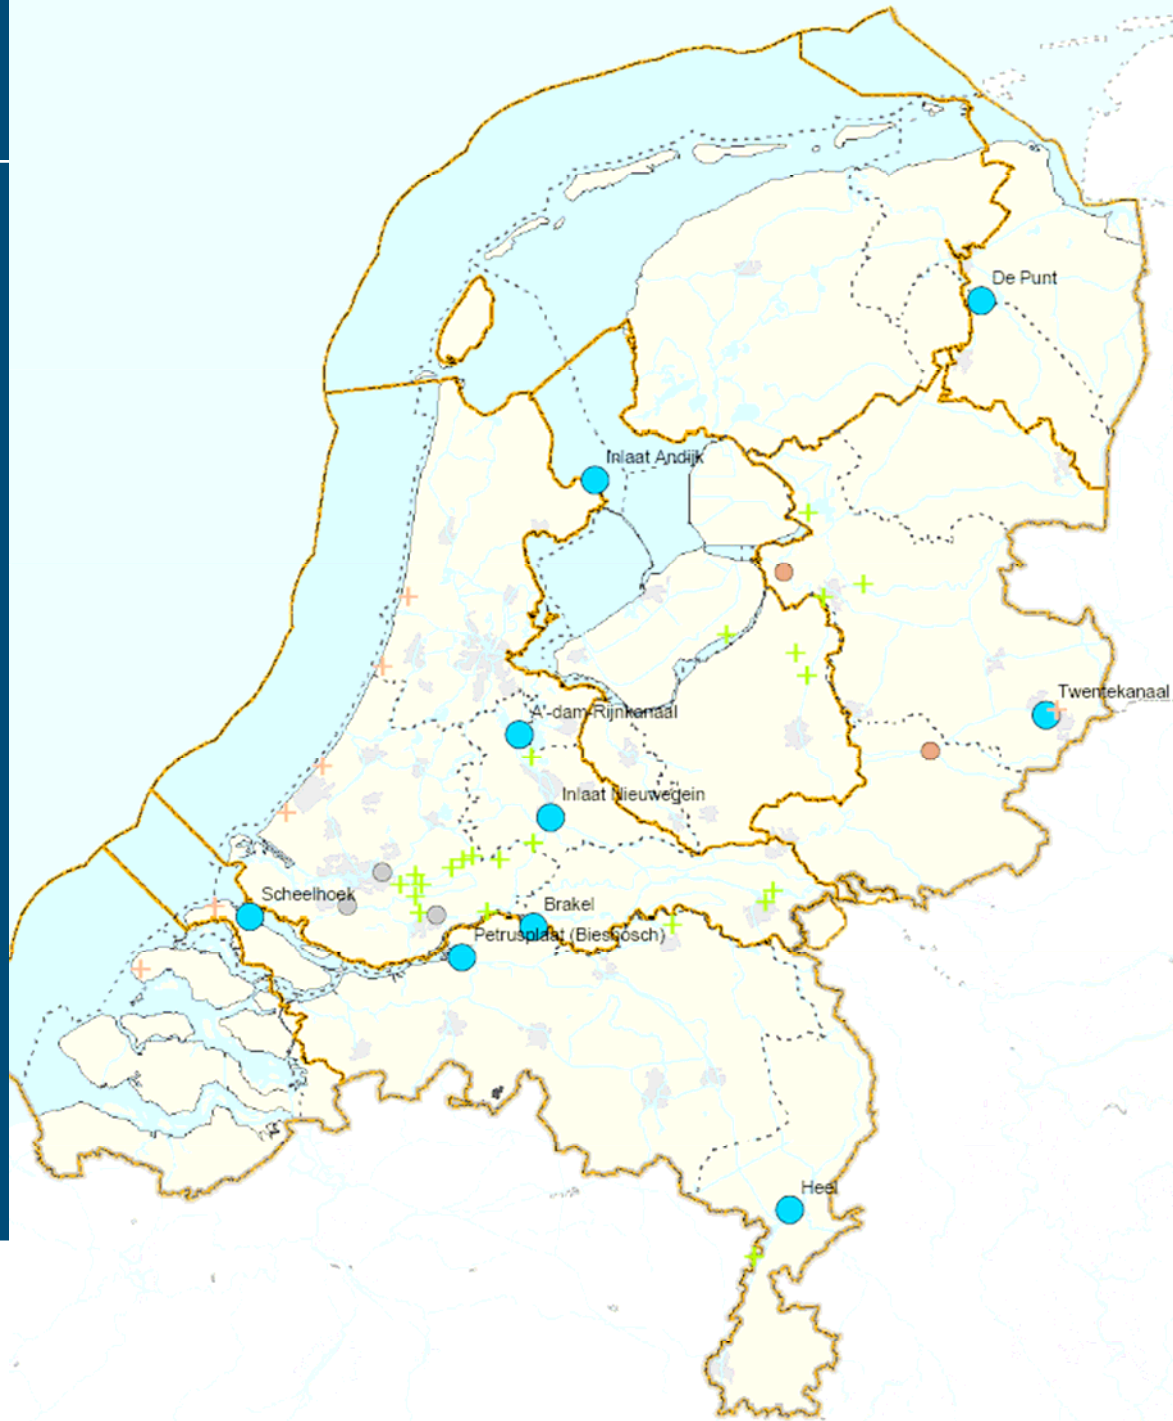 De Punt
Inlaat Andijk
Twentekanaal
A'-dam-Rijnkanaal
Inlaat Nieuwegein
Scheelhoek
Brakel
Petrusplaat (Biesbosch)
Heel